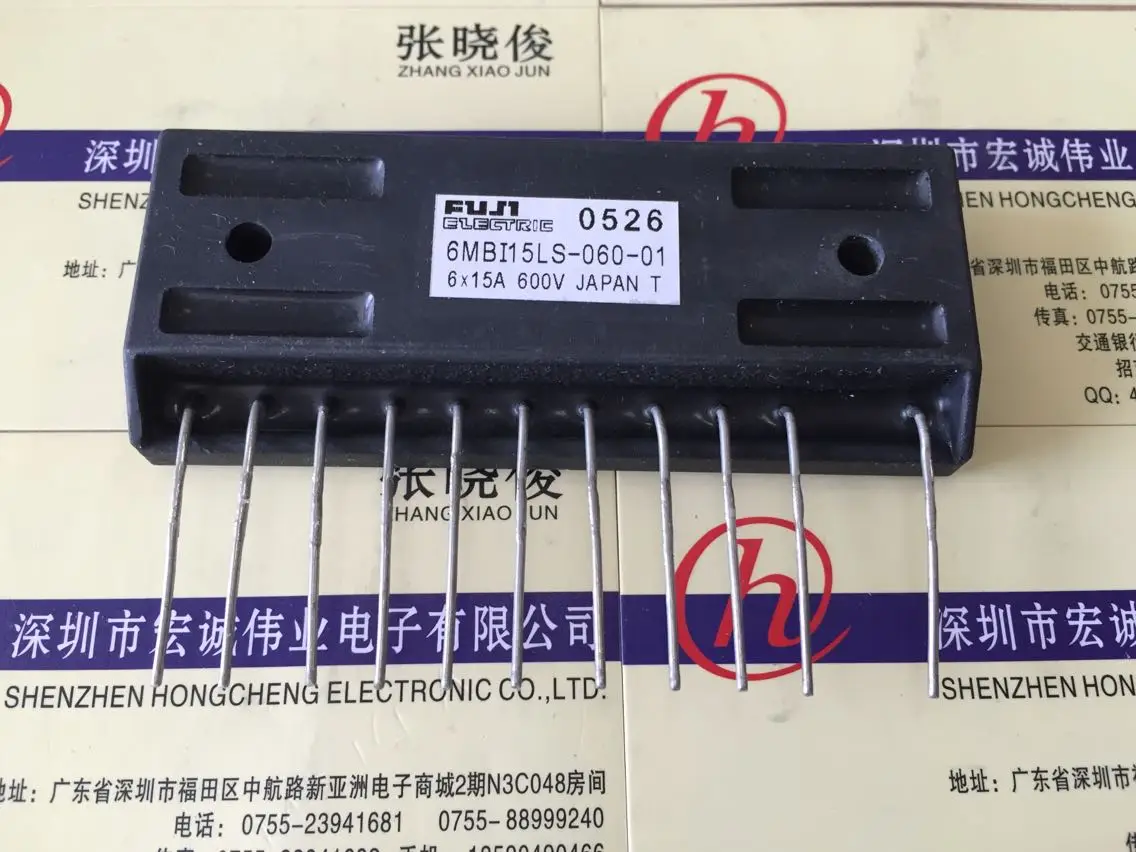 张晓俊
ZHANG XIAO JUN
深圳
SHENZ
地址：广
h
市宏诚伟业
EN HONGCHENG
省深圳市福田区中航路
电话：0755
传真：0755-
交通银行
招
QQ：4
FUJI
ELECTRIC
0526
6MBI15LS-060-01
6x15A 600V JAPAN T
张晓俊
HANG XIAO JUN
深圳市宏诚伟业电子有限公司
SHENZHEN HONGCHENG ELECTRONIC CO.,LTD.
地址：广东省深圳市福田区中航路新亚洲电子商城2期N3C048房间
电话：0755-23941681 0755-88999240
h
深圳市宏诚
SHENZHEN HON
地址：广东省深圳市福
电